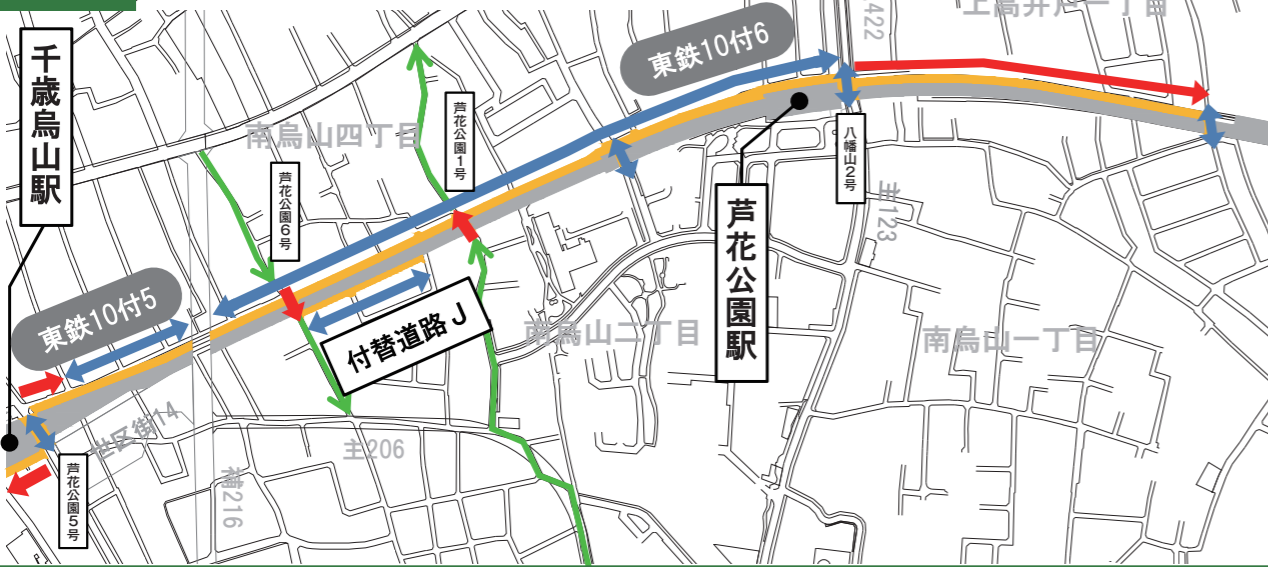 千歳烏山駅
東鉄10付5
芦花公園5号
世区街14
補216
芦花公園6号
南烏山四丁目
芦花公園1号
付替道路J
主206
東鉄10付6
芦花公園駅
南烏山二丁目
八幡山2号
422
上高井戸一丁目
主123
南烏山一丁目